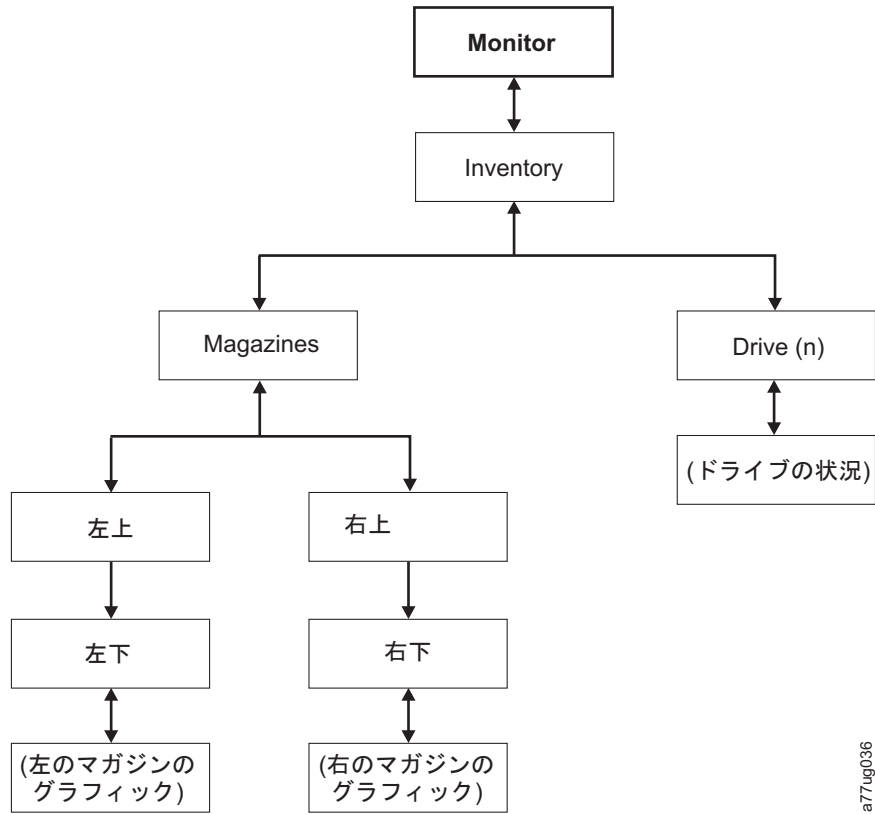 Monitor
Inventory
Magazines
Drive (n)
(ドライブの状況)
左上
右上
左下
右下
(左のマガジンの
グラフィック)
(右のマガジンの
グラフィック)
a77ug036